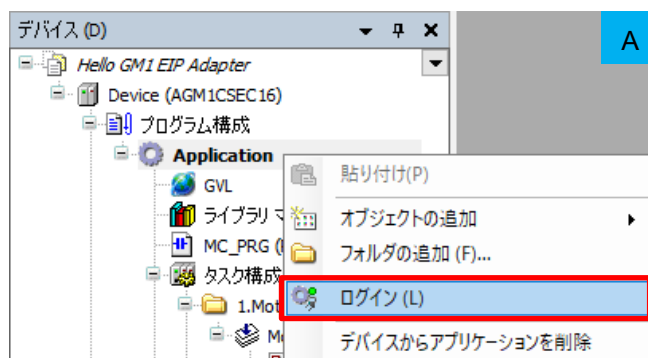 デバイス (D)
A
Hello GM1 EIP Adapter
Device (AGM1CSEC16)
プログラム構成
Application
GVL
貼り付け(P)
ライブラリ
オブジェクトの追加
MC_PRG
フォルダの追加 (F)...
タスク構成
ログイン (L)
デバイスからアプリケーションを削除